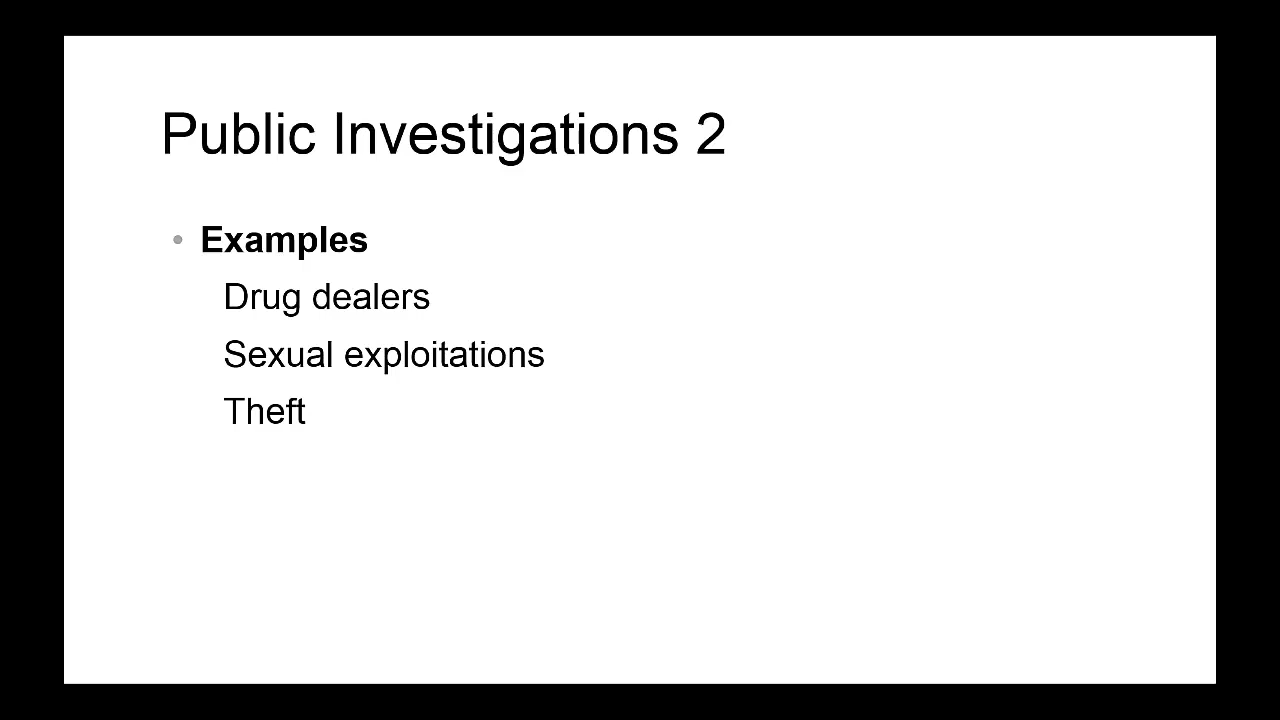 Public Investigations 2
• Examples
Drug dealers
Sexual exploitations
Theft